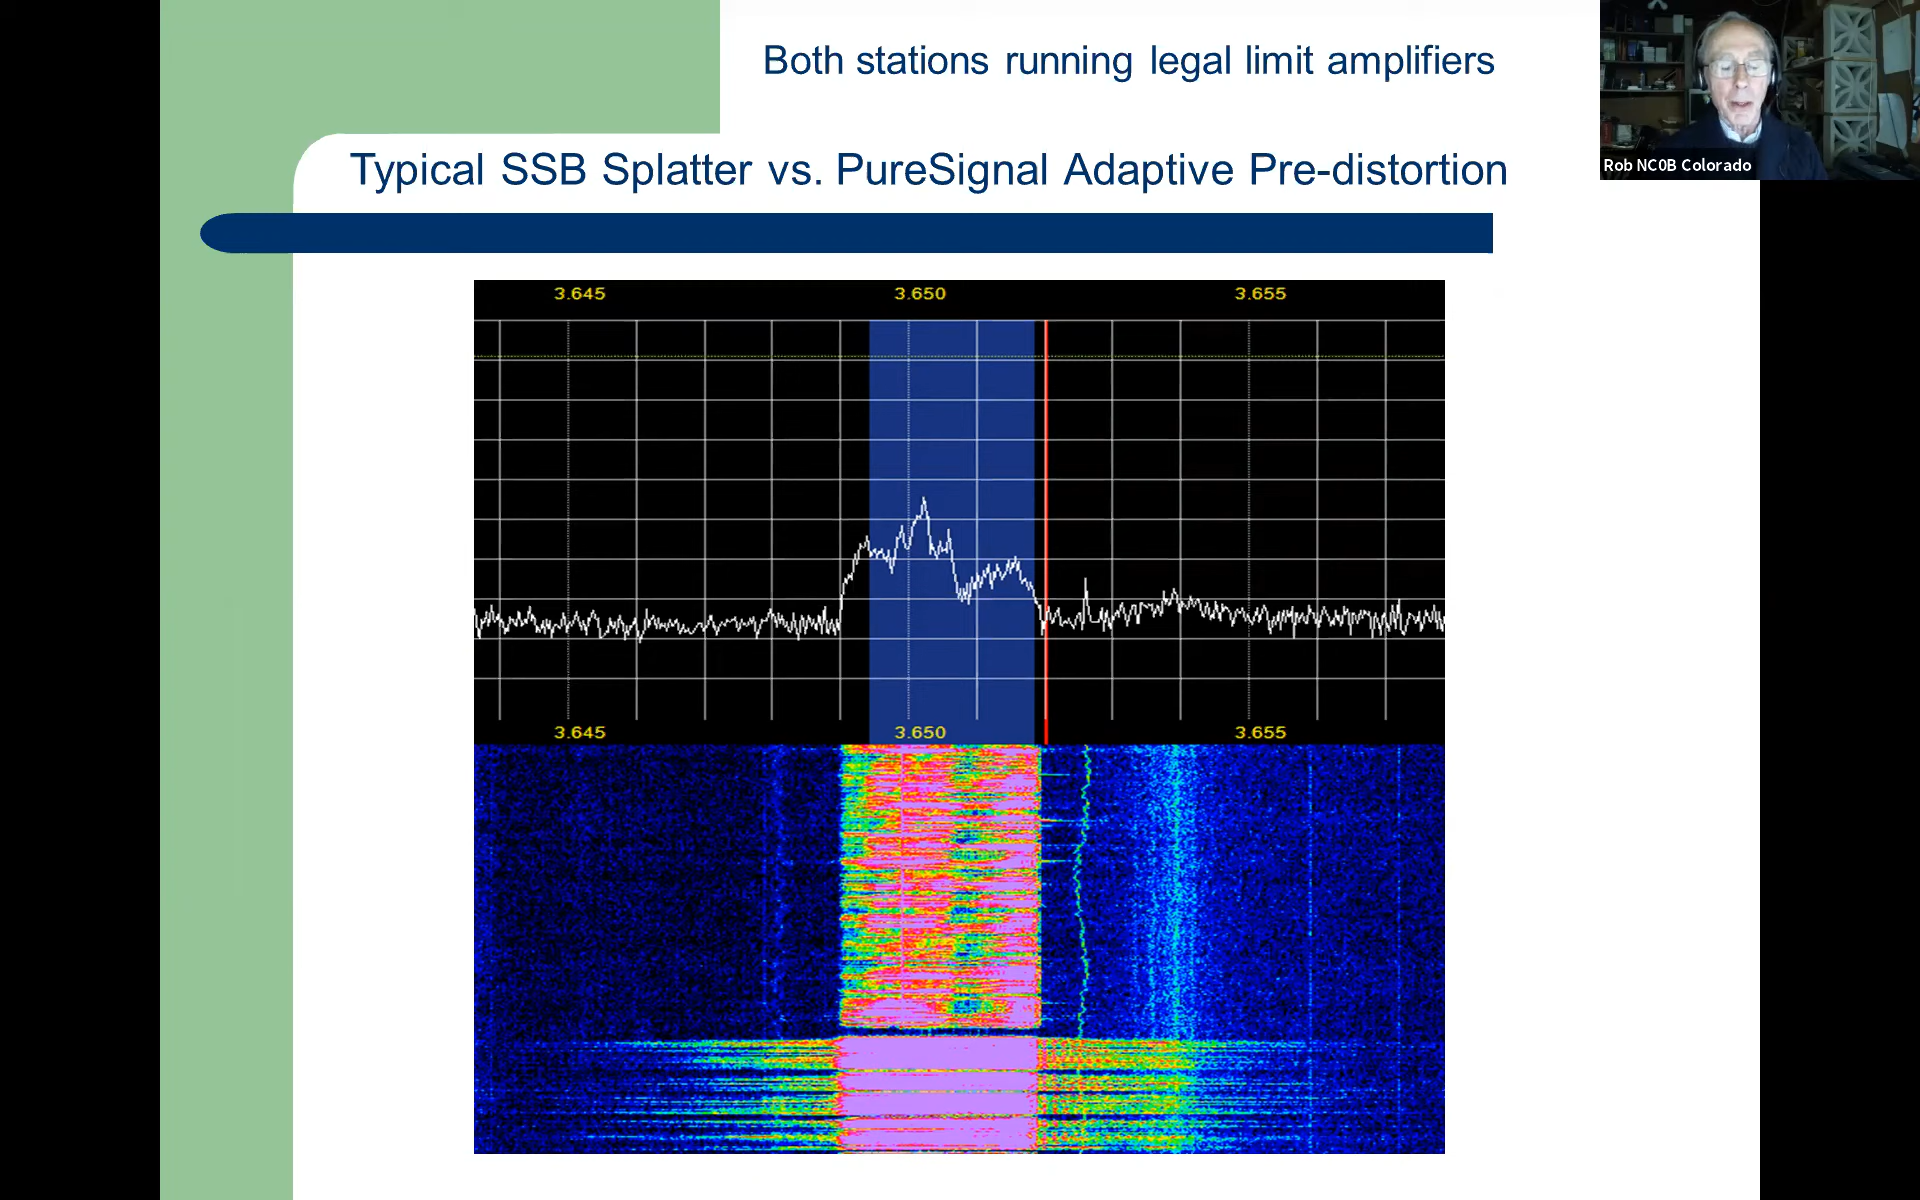 Both stations running legal limit amplifiers
Typical SSB Splatter vs. PureSignal Adaptive Pre-distortion
Rob NC0B Colorado
3.645 3.650 3.655
3.645 3.650 3.655